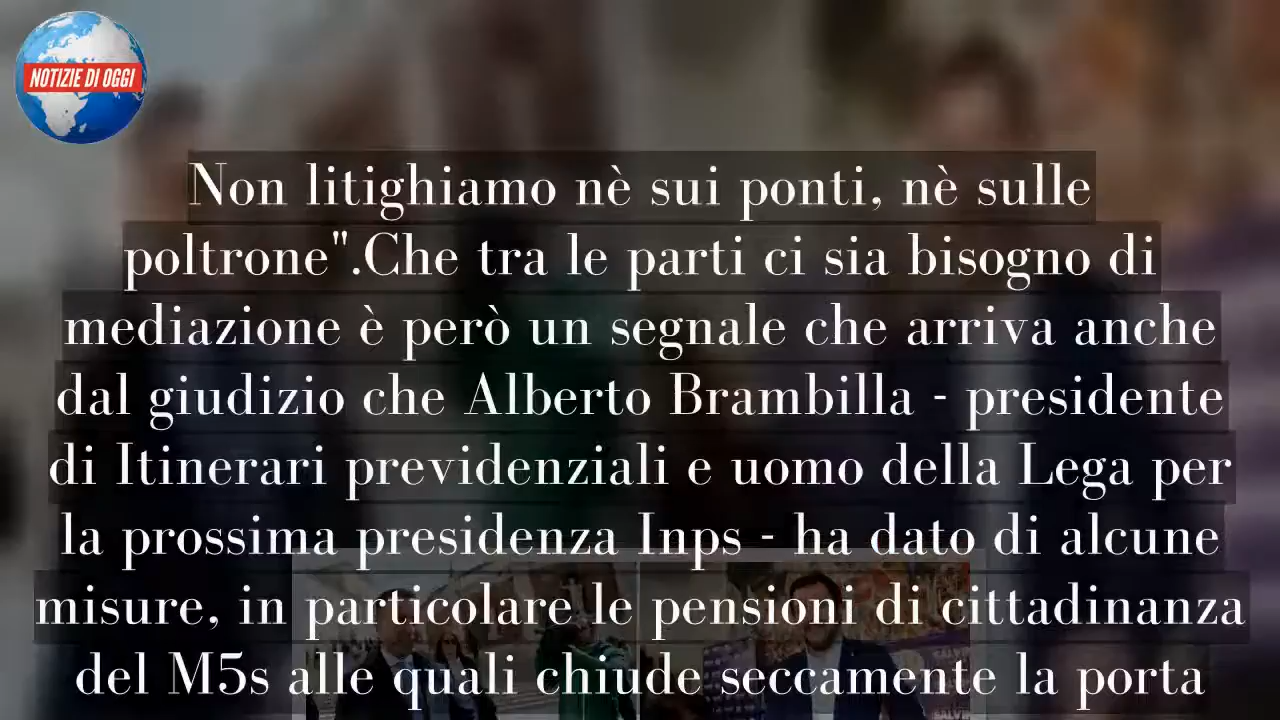 NOTIZIE DI OGGI
Non litighiamo nè sui ponti, nè sulle
poltrone".Che tra le parti ci sia bisogno di
mediazione è però un segnale che arriva anche
dal giudizio che Alberto Brambilla - presidente
di Itinerari previdenziali e uomo della Lega per
la prossima presidenza Inps - ha dato di alcune
misure, in particolare le pensioni di cittadinanza
del M5s alle quali chiude seccamente la porta
SALVINI